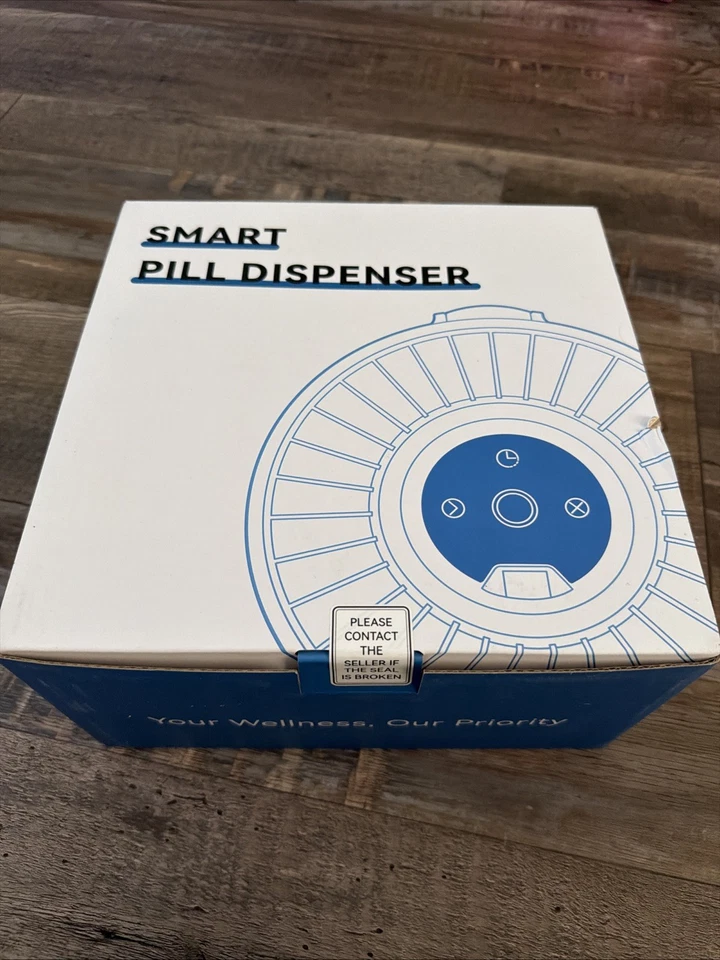 SMART
PILL DISPENSER
PLEASE
CONTACT
THE
SELLER IF
THE SEAL
IS BROKEN
Your Wellness, Our Priority